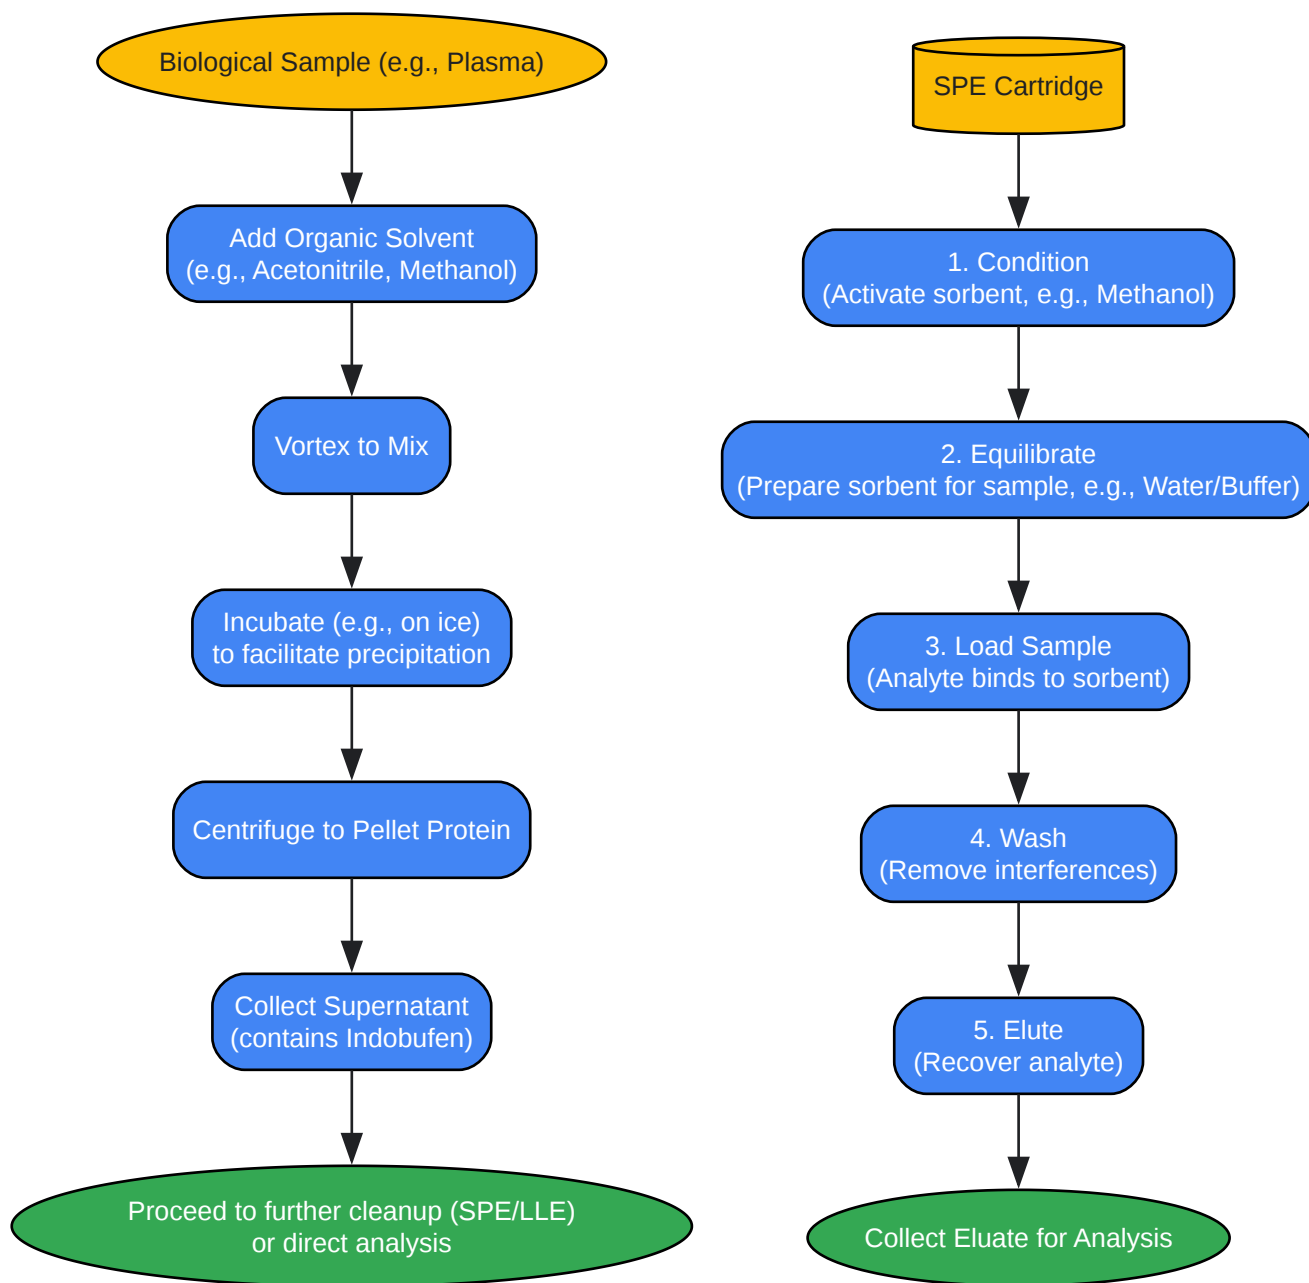 Biological Sample (e.g., Plasma)
Add Organic Solvent
(e.g., Acetonitrile, Methanol)
Vortex to Mix
Incubate (e.g., on ice)
to facilitate precipitation
Centrifuge to Pellet Protein
Collect Supernatant
(contains Indobufen)
Proceed to further cleanup (SPE/LLE)
or direct analysis
SPE Cartridge
1. Condition
(Activate sorbent, e.g., Methanol)
2. Equilibrate
(Prepare sorbent for sample, e.g., Water/Buffer)
3. Load Sample
(Analyte binds to sorbent)
4. Wash
(Remove interferences)
5. Elute
(Recover analyte)
Collect Eluate for Analysis